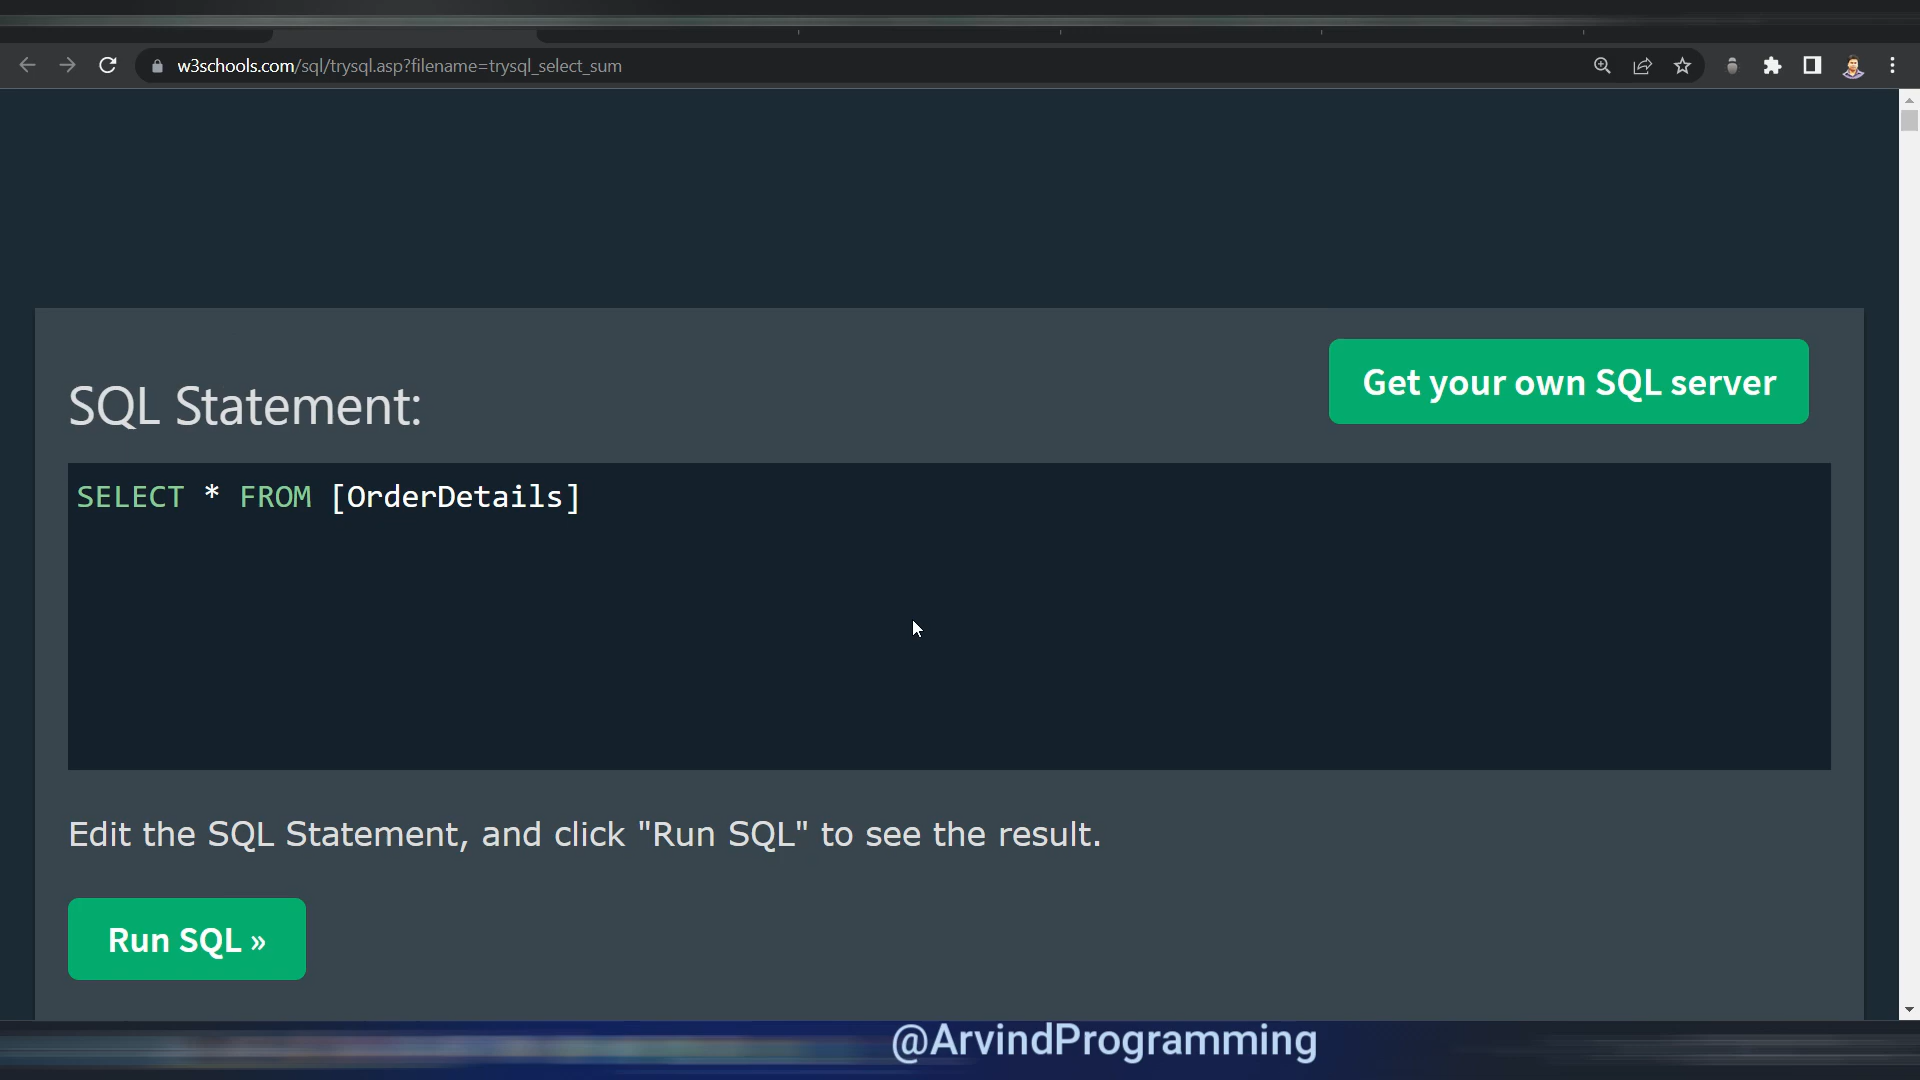 w3schools.com/sql/trysql.asp?filename=trysql_select_sum
Get your own SQL server
SQL Statement:
SELECT * FROM [OrderDetails]
Edit the SQL Statement, and click "Run SQL" to see the result.
Run SQL »
@ArvindProgramming